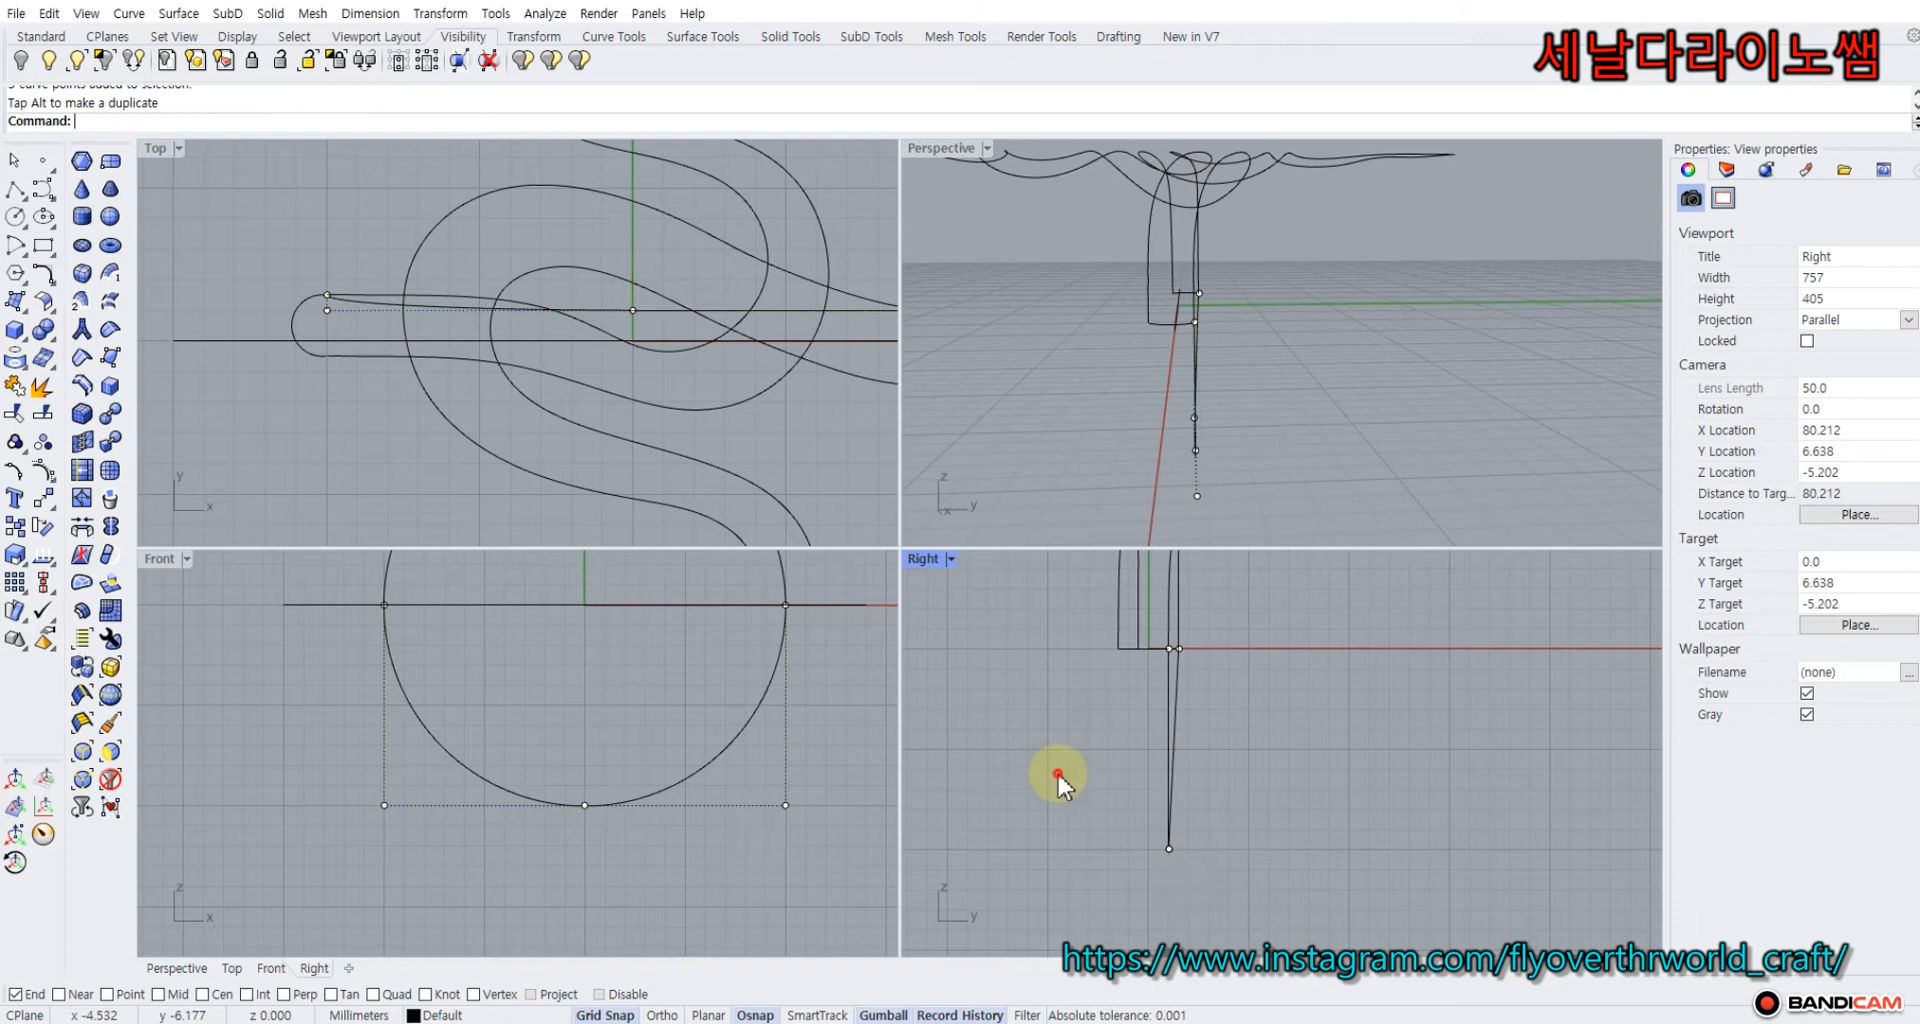 File Edit View Curve Surface SubD Solid Mesh Dimension Transform Tools Analyze Render Panels Help
Standard CPlanes Set View Display Select Viewport Layout Visibility Transform Curve Tools Surface Tools Solid Tools SubD Tools Mesh Tools Render Tools Drafting New in V7
세날다라이노쌤
5 curve points added to selection.
Tap Alt to make a duplicate
Command:
Top
Perspective
y
x
z
x
y
Front
Right
z
x
z
y
Properties: View properties
Viewport
Title Right
Width 757
Height 405
Projection Parallel
Locked
Camera
Lens Length 50.0
Rotation 0.0
X Location 80.212
Y Location 6.638
Z Location -5.202
Distance to Targ... 80.212
Location Place...
Target
X Target 0.0
Y Target 6.638
Z Target -5.202
Location Place...
Wallpaper
Filename (none) ...
Show
Gray
https://www.instagram.com/flyoverthrworld_craft/
Perspective Top Front Right
End Near Point Mid Cen Int Perp Tan Quad Knot Vertex Project Disable
BANDICAM
CPlane x -4.532 y -6.177 z 0.000 Millimeters Default Grid Snap Ortho Planar Osnap SmartTrack Gumball Record History Filter Absolute tolerance: 0.001